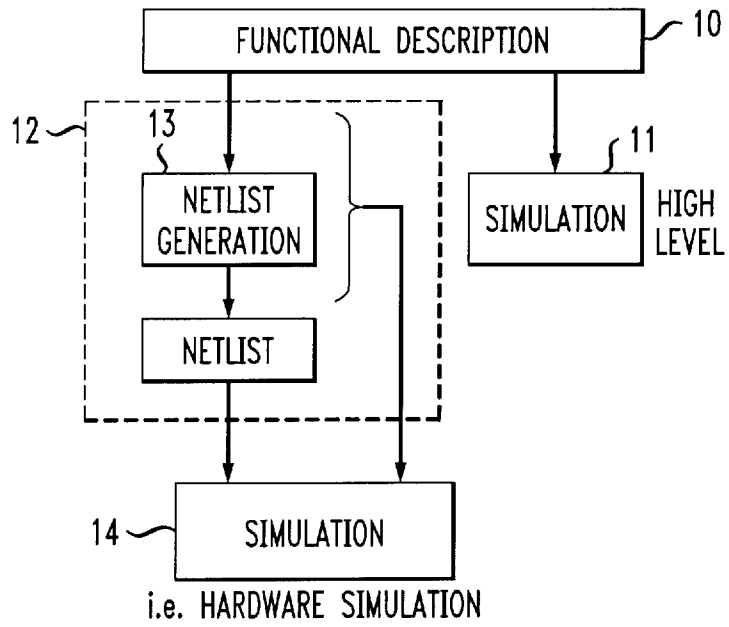 FUNCTIONAL DESCRIPTION
10
12
13
11
NETLIST
GENERATION
SIMULATION
HIGH
LEVEL
NETLIST
14
SIMULATION
i.e. HARDWARE SIMULATION